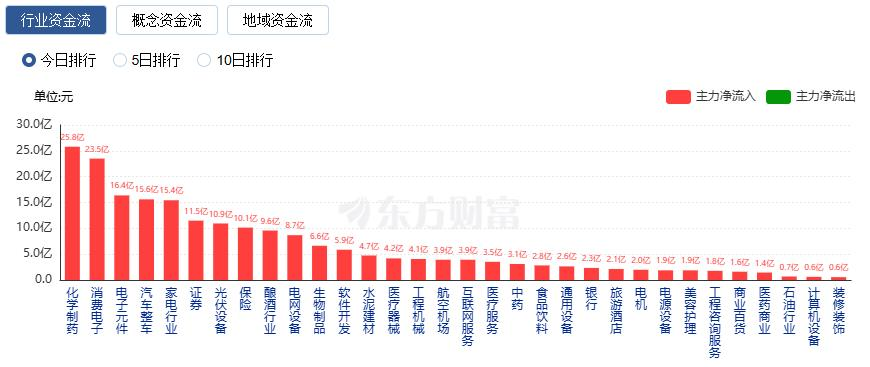 行业资金流 概念资金流 地域资金流
今日排行 5日排行 10日排行
单位:元 主力净流入 主力净流出
30.0亿
25.0亿
20.0亿
15.0亿
10.0亿
5.0亿
0.0
25.8亿 23.5亿 16.4亿 15.6亿 15.4亿 11.5亿 10.9亿 10.1亿 9.6亿 8.7亿 6.6亿 5.9亿 4.7亿 4.2亿 4.1亿 3.9亿 3.9亿 3.5亿 3.1亿 2.8亿 2.6亿 2.3亿 2.1亿 2.0亿 1.9亿 1.9亿 1.8亿 1.6亿 1.4亿 0.7亿 0.6亿 0.6亿
东方财富
化学制药
消费电子
电子元件
汽车整车
家电行业
证券
光伏设备
保险
酿酒行业
电网设备
生物制品
软件开发
水泥建材
医疗器械
工程机械
航空机场
互联网服务
医疗服务
中药
食品饮料
通用设备
银行
旅游酒店
电机
电源设备
美容护理
工程咨询服务
商业百货
医药商业
石油行业
计算机设备
装修装饰